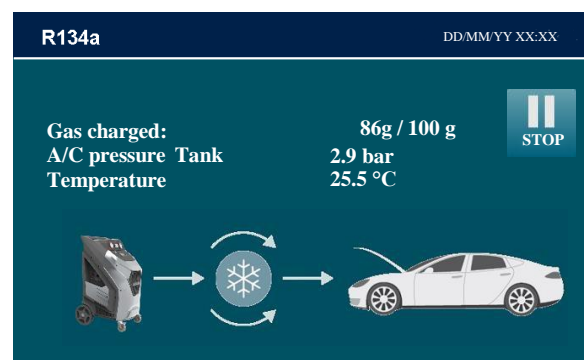 R134a DD/MM/YY XX:XX
Gas charged: 86g / 100 g
STOP
A/C pressure Tank 2.9 bar
Temperature 25.5 °C